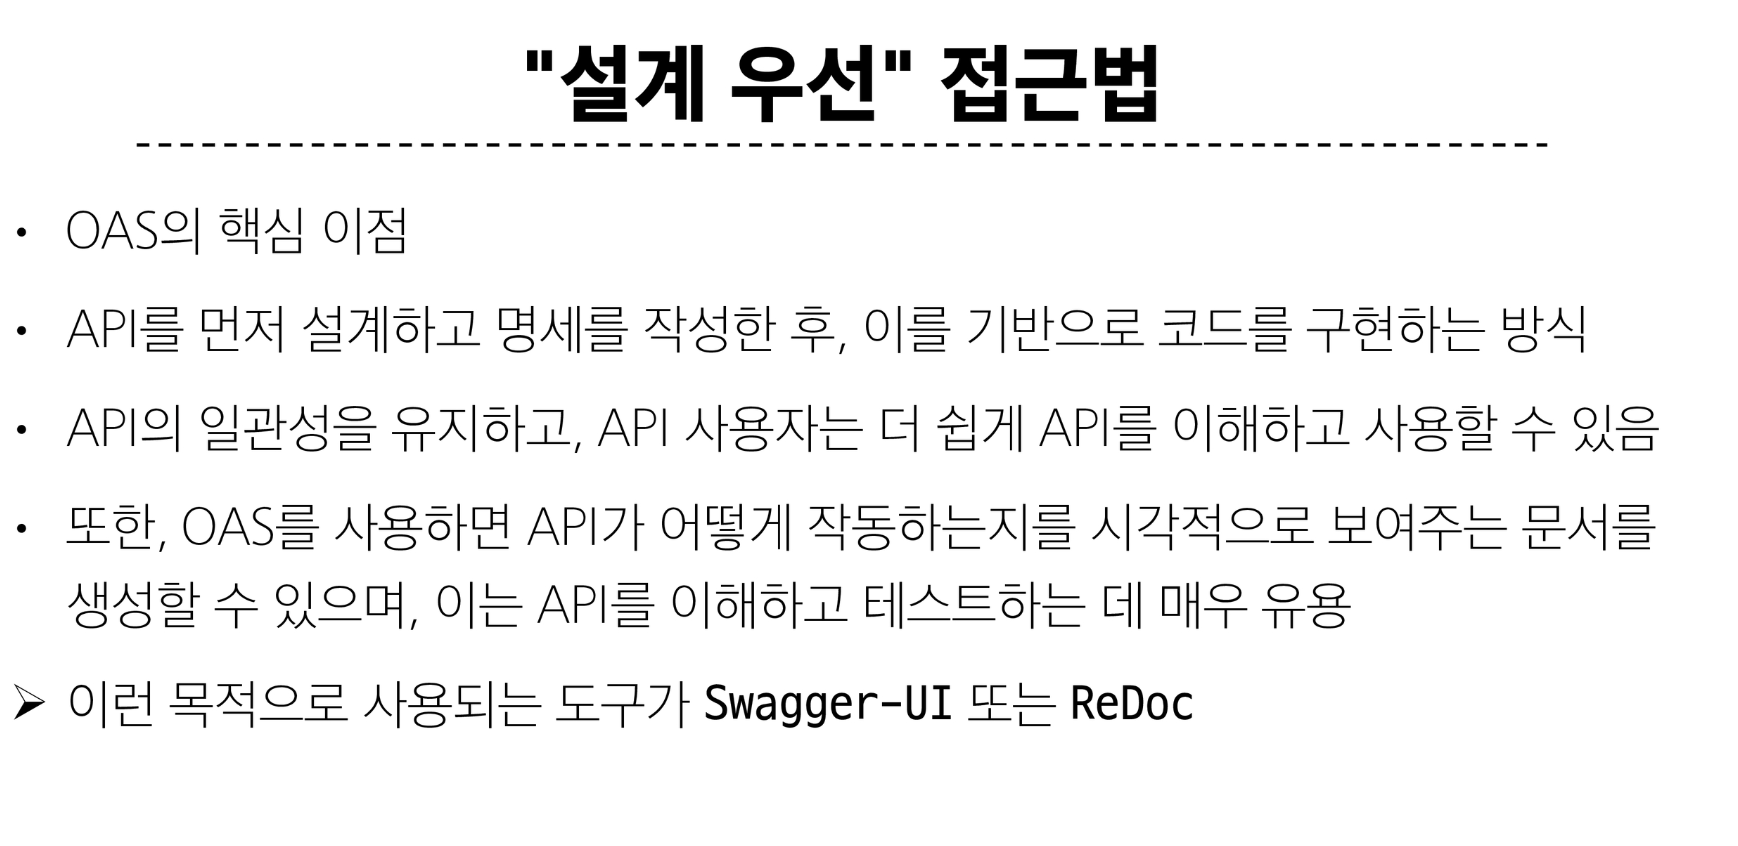 "설계 우선" 접근법
• OAS의 핵심 이점
• API를 먼저 설계하고 명세를 작성한 후, 이를 기반으로 코드를 구현하는 방식
• API의 일관성을 유지하고, API 사용자는 더 쉽게 API를 이해하고 사용할 수 있음
• 또한, OAS를 사용하면 API가 어떻게 작동하는지를 시각적으로 보여주는 문서를
생성할 수 있으며, 이는 API를 이해하고 테스트하는 데 매우 유용
➢ 이런 목적으로 사용되는 도구가 Swagger-UI 또는 ReDoc